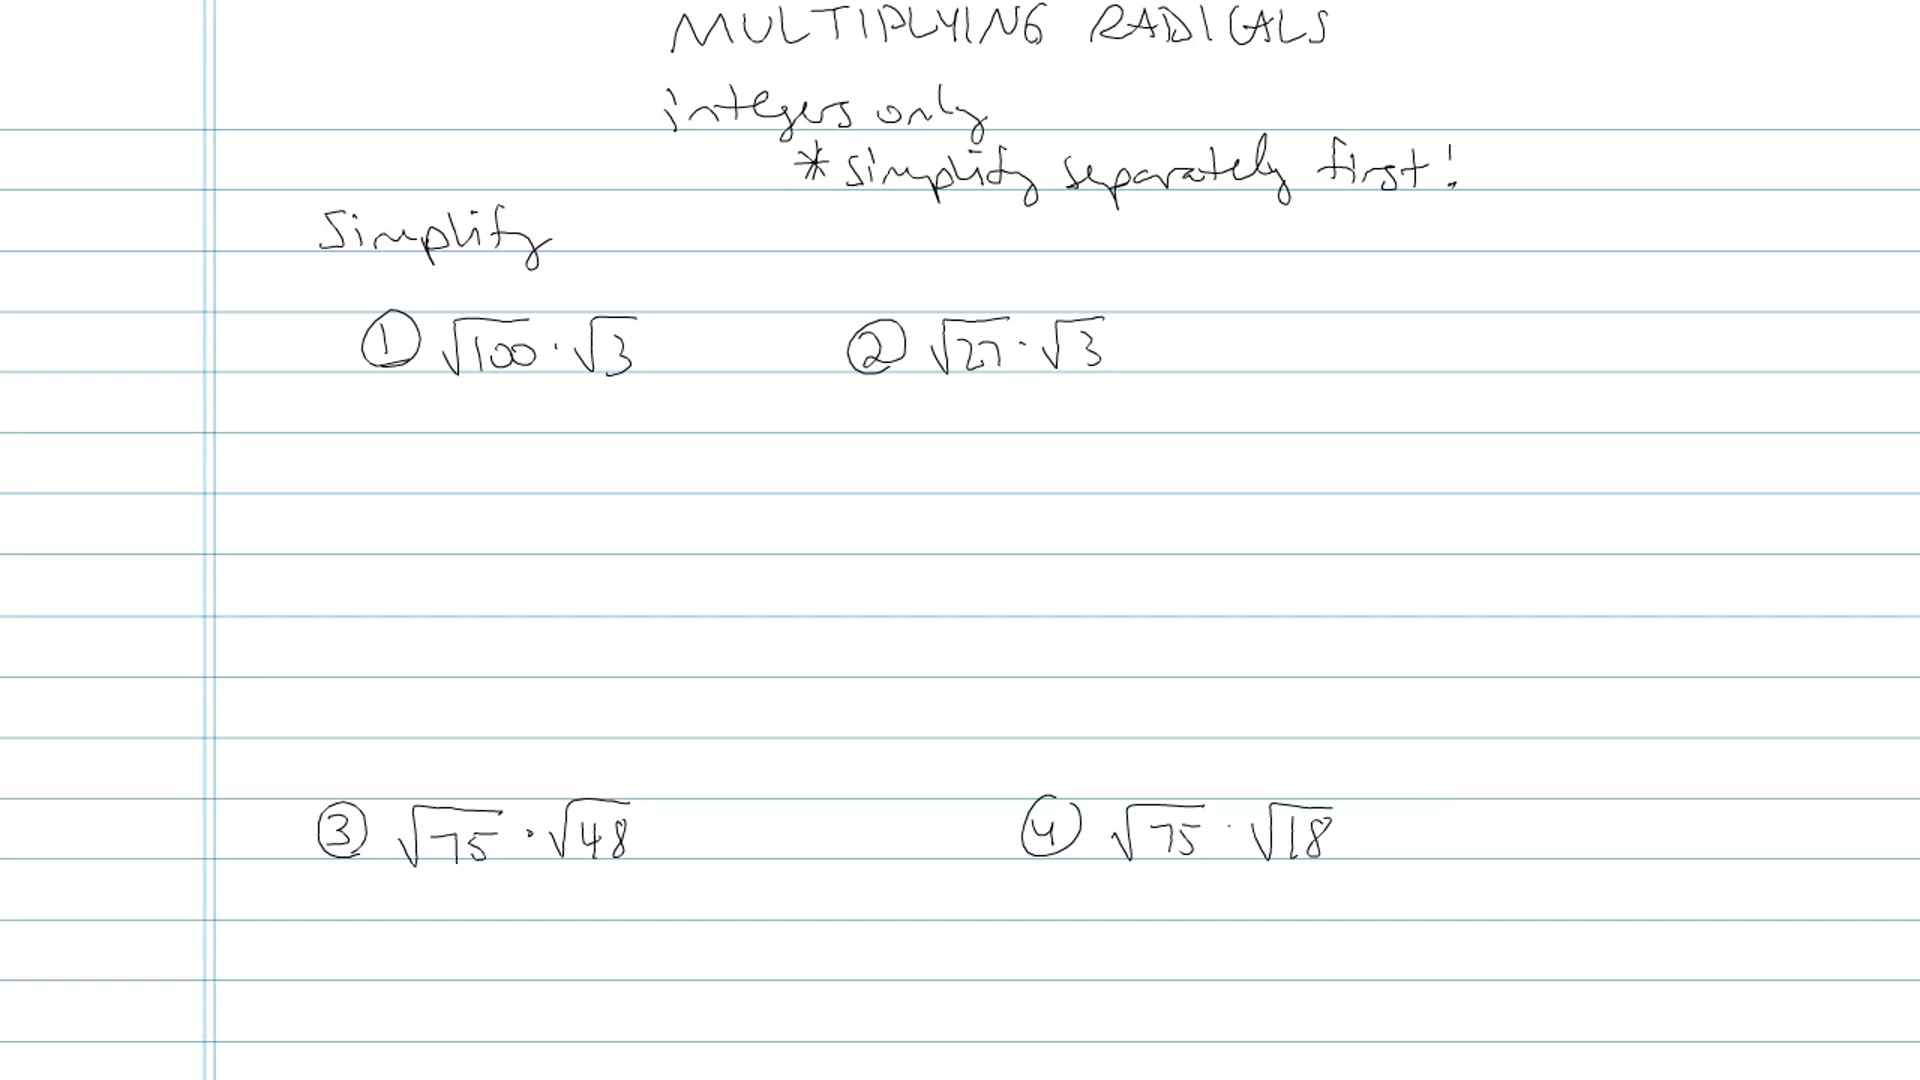 MULTIPLYING RADICALS
integers only
* simplify separately first!
Simplify
① √100 · √3 ② √27 · √3
③ √75 · √48 ④ √75 · √18